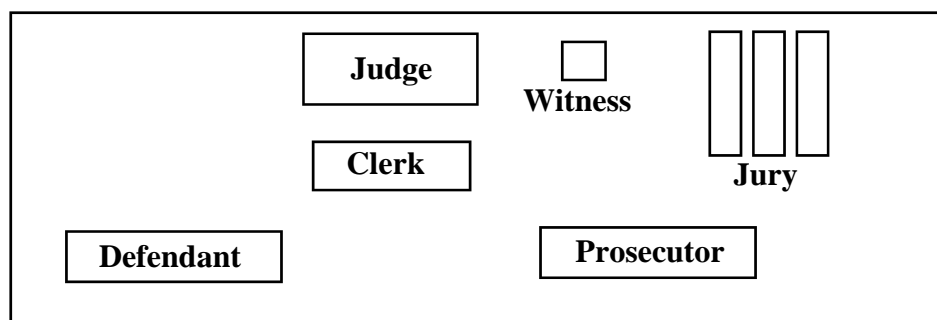 Judge
Witness
Clerk
Jury
Defendant
Prosecutor